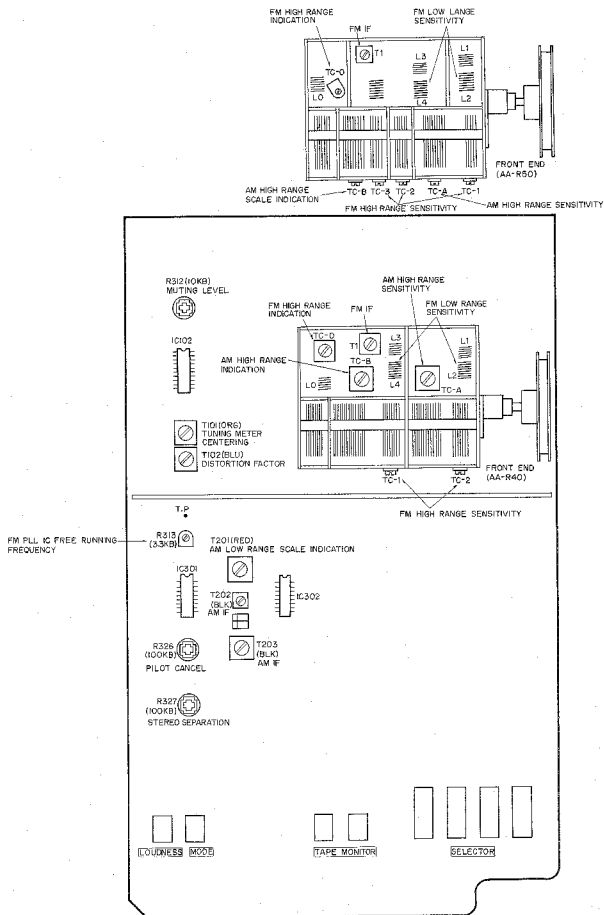 FM HIGH RANGE
INDICATION
FM IF
FM LOW LANGE
SENSITIVITY
TC-D
T1
L3
L1
L0
L4
L2
FRONT END
(AA-R50)
AM HIGH RANGE
SCALE INDICATION
TC-B TC-3 TC-2 TC-A TC-1
FM HIGH RANGE SENSITIVITY
AM HIGH RANGE SENSITIVITY
R312(10KB)
MUTING LEVEL
FM HIGH RANGE
INDICATION
FM IF
AM HIGH RANGE
SENSITIVITY
FM LOW RANGE
SENSITIVITY
IC102
TC-D
T1
L3
L1
AM HIGH RANGE
INDICATION
TC-B
L0
L4
L2
TC-A
T101(ORG)
TUNING METER
CENTERING
T102(BLU)
DISTORTION FACTOR
FRONT END
(AA-R40)
TC-1
TC-2
FM HIGH RANGE SENSITIVITY
T.P
FM PLL IC FREE RUNNING
FREQUENCY
R313
(3.3KB)
T201(RED)
AM LOW RANGE SCALE INDICATION
IC301
T202
(BLK)
AM IF
IC302
R326
(100KB)
PILOT CANCEL
T203
(BLK)
AM IF
R327
(100KB)
STEREO SEPARATION
LOUDNESS MODE
TAPE MONITOR
SELECTOR